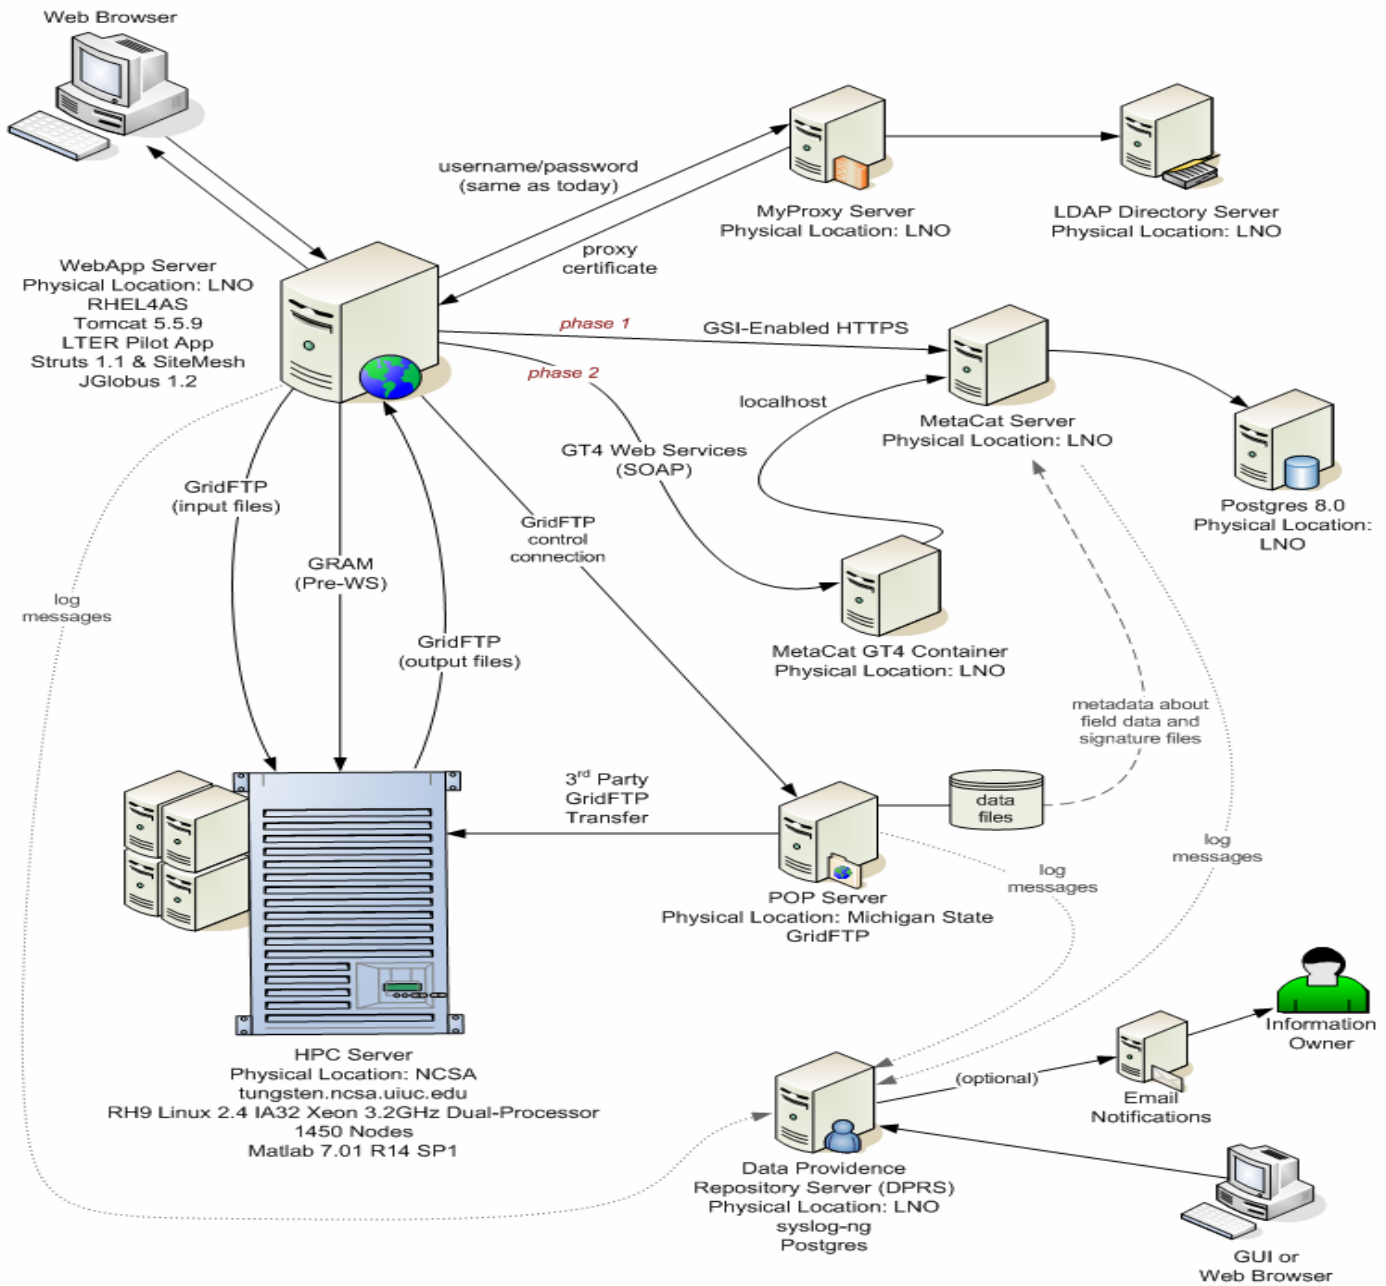 Web Browser
username/password
(same as today)
MyProxy Server
Physical Location: LNO
LDAP Directory Server
Physical Location: LNO
proxy
certificate
WebApp Server
Physical Location: LNO
RHEL4AS
Tomcat 5.5.9
LTER Pilot App
Struts 1.1 & SiteMesh
JGlobus 1.2
phase 1
GSI-Enabled HTTPS
phase 2
localhost
MetaCat Server
Physical Location: LNO
GT4 Web Services
(SOAP)
GridFTP
(input files)
Postgres 8.0
Physical Location:
LNO
GridFTP
control
connection
GRAM
(Pre-WS)
log
messages
GridFTP
(output files)
MetaCat GT4 Container
Physical Location: LNO
metadata about
field data and
signature files
3rd Party
GridFTP
Transfer
data
files
log
messages
log
messages
POP Server
Physical Location: Michigan State
GridFTP
HPC Server
Physical Location: NCSA
tungsten.ncsa.uiuc.edu
RH9 Linux 2.4 IA32 Xeon 3.2GHz Dual-Processor
1450 Nodes
Matlab 7.01 R14 SP1
Information
Owner
(optional)
Email
Notifications
Data Providence
Repository Server (DPRS)
Physical Location: LNO
syslog-ng
Postgres
GUI or
Web Browser